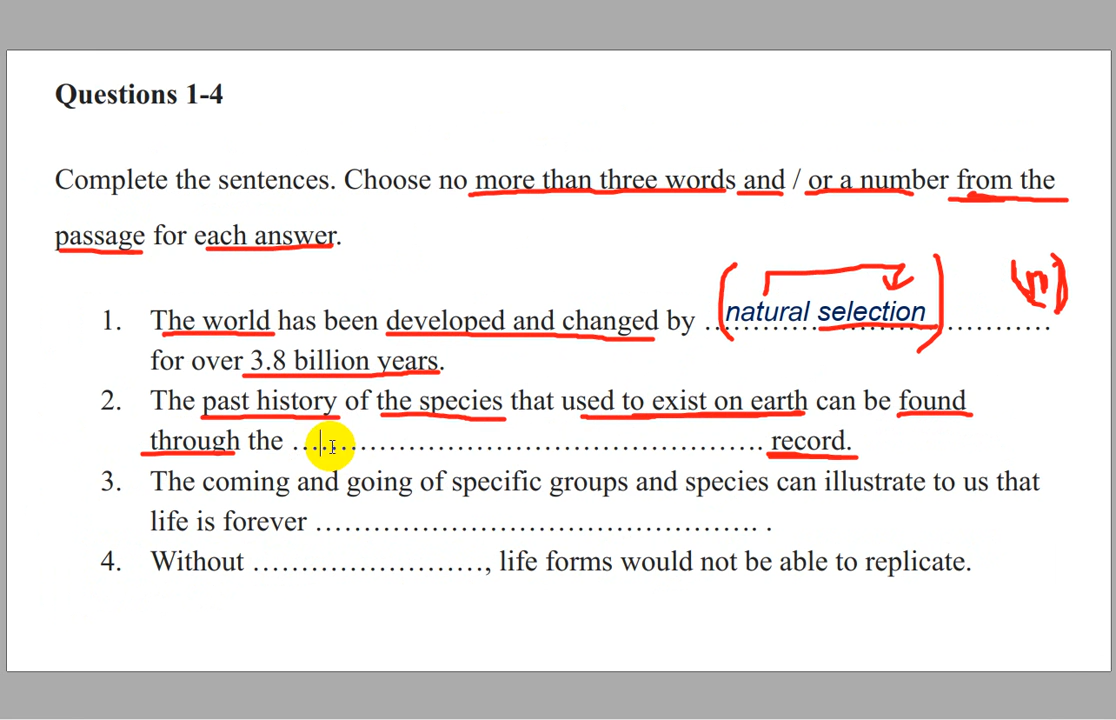 Questions 1-4
Complete the sentences. Choose no more than three words and / or a number from the
passage for each answer.
1. The world has been developed and changed by ..natural selection...........
for over 3.8 billion years.
2. The past history of the species that used to exist on earth can be found
through the ................................................ record.
(n)
3. The coming and going of specific groups and species can illustrate to us that
life is forever ............................................. .
4. Without ........................, life forms would not be able to replicate.